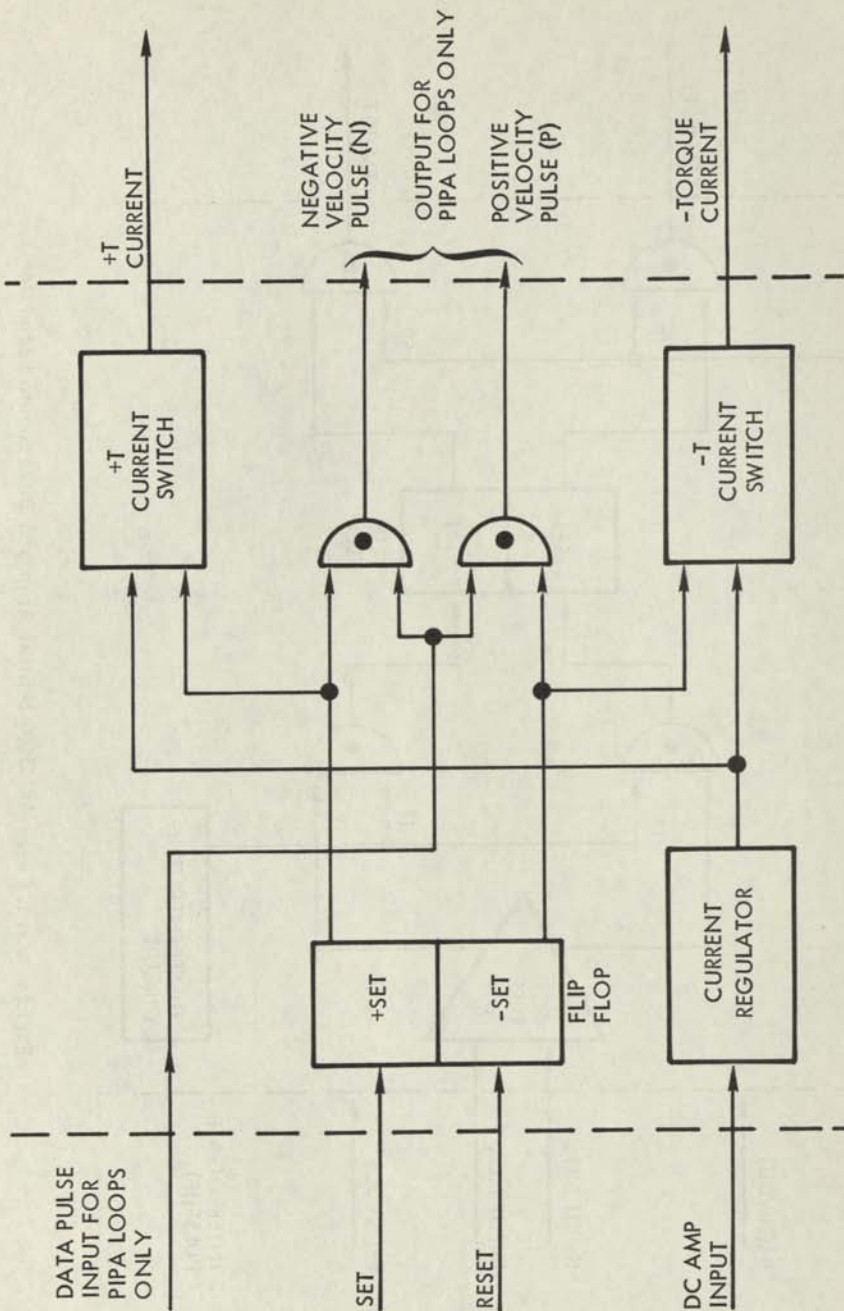 DATA PULSE
INPUT FOR
PIPA LOOPS
ONLY
SET
RESET
DC AMP
INPUT
+SET
-SET
FLIP
FLOP
CURRENT
REGULATOR
+T
CURRENT
SWITCH
-T
CURRENT
SWITCH
+T
CURRENT
NEGATIVE
VELOCITY
PULSE (N)
OUTPUT FOR
PIPA LOOPS ONLY
POSITIVE
VELOCITY
PULSE (P)
-TORQUE
CURRENT